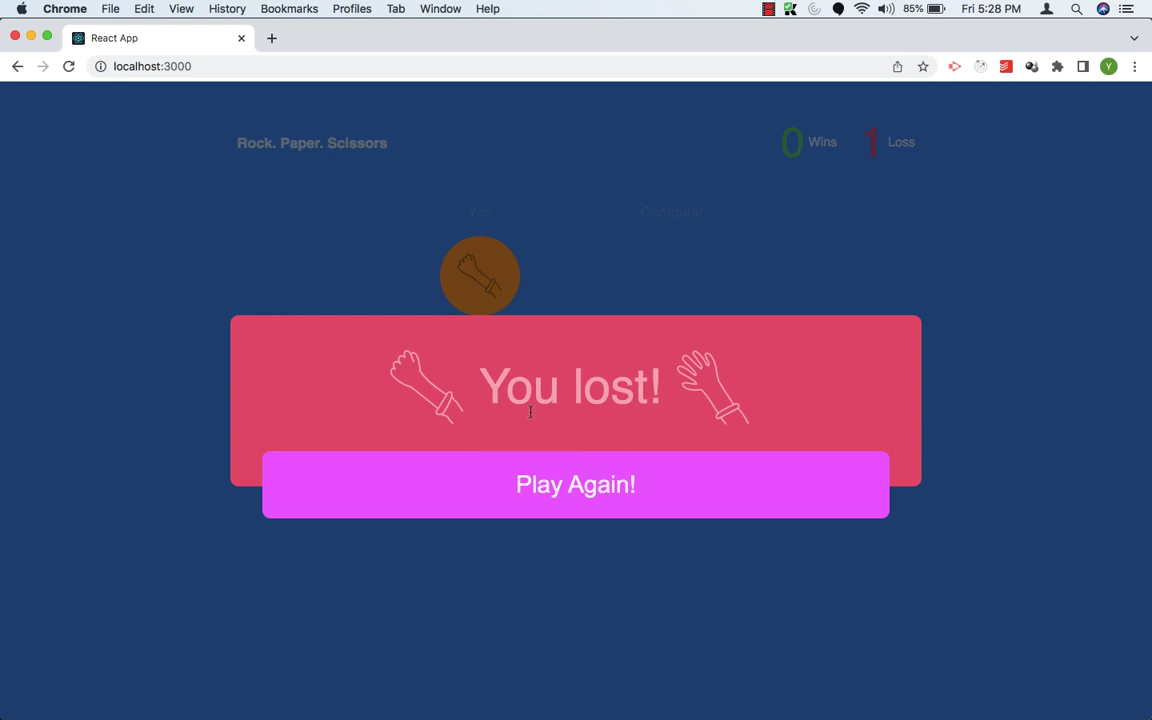 Chrome File Edit View History Bookmarks Profiles Tab Window Help 85% Fri 5:28 PM
React App
localhost:3000 Y
Rock. Paper. Scissors 0 Wins 1 Loss
You Computer
You lost!
Play Again!